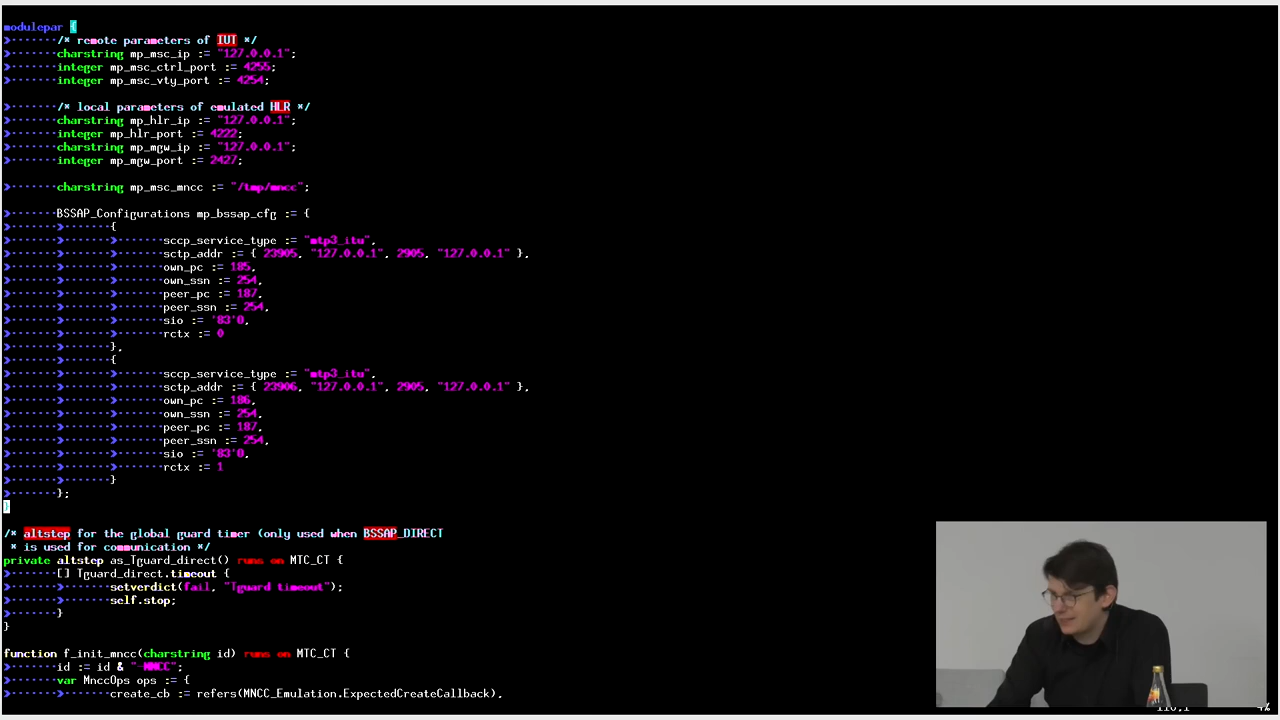 modulepar {
/* remote parameters of IUT */
charstring mp_msc_ip := "127.0.0.1";
integer mp_msc_ctrl_port := 4255;
integer mp_msc_vty_port := 4254;
/* local parameters of emulated HLR */
charstring mp_hlr_ip := "127.0.0.1";
integer mp_hlr_port := 4222;
charstring mp_mgw_ip := "127.0.0.1";
integer mp_mgw_port := 2427;
charstring mp_msc_mncc := "/tmp/mncc";
BSSAP_Configurations mp_bssap_cfg := {
{
sccp_service_type := "mtp3_itu",
sctp_addr := { 23905, "127.0.0.1", 2905, "127.0.0.1" },
own_pc := 185,
own_ssn := 254,
peer_pc := 187,
peer_ssn := 254,
sio := '83'O,
rctx := 0
},
{
sccp_service_type := "mtp3_itu",
sctp_addr := { 23906, "127.0.0.1", 2905, "127.0.0.1" },
own_pc := 186,
own_ssn := 254,
peer_pc := 187,
peer_ssn := 254,
sio := '83'O,
rctx := 1
}
};
}
/* altstep for the global guard timer (only used when BSSAP_DIRECT
* is used for communication */
private altstep as_Tguard_direct() runs on MTC_CT {
[] Tguard_direct.timeout {
setverdict(fail, "Tguard timeout");
self.stop;
}
}
function f_init_mncc(charstring id) runs on MTC_CT {
id := id & "-MNCC";
var MnccOps ops := {
create_cb := refers(MNCC_Emulation.ExpectedCreateCallback),
4%